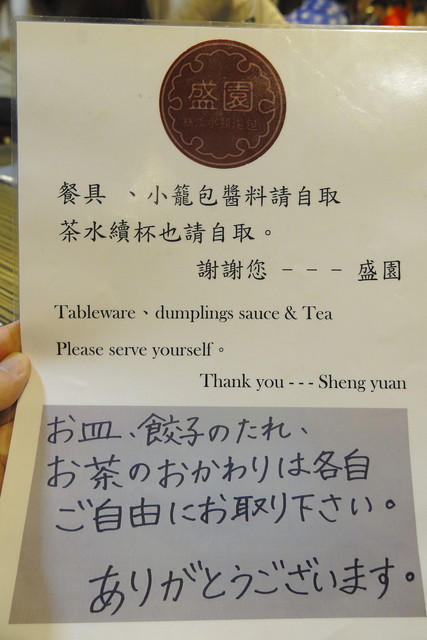 盛園
餐具 、小籠包醬料請自取
茶水續杯也請自取。
謝謝您 － － － 盛園
Tableware、dumplings sauce & Tea
Please serve yourself。
Thank you - - - Sheng yuan
お皿、餃子のたれ、
お茶のおかわりは各自
ご自由にお取り下さい。
ありがとうございます。